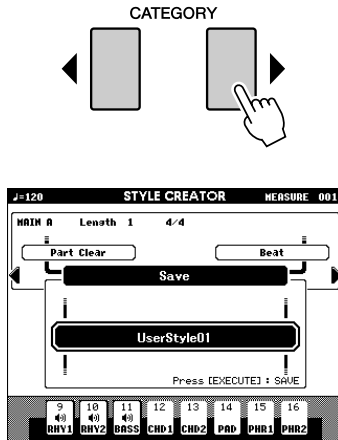 CATEGORY
♩=120 STYLE CREATOR MEASURE 001
MAIN A Length 1 4/4
Part Clear Beat
Save
UserStyle01
Press [EXECUTE] : SAVE
9 10 11 12 13 14 15 16
RHY1 RHY2 BASS CHD1 CHD2 PAD PHR1 PHR2